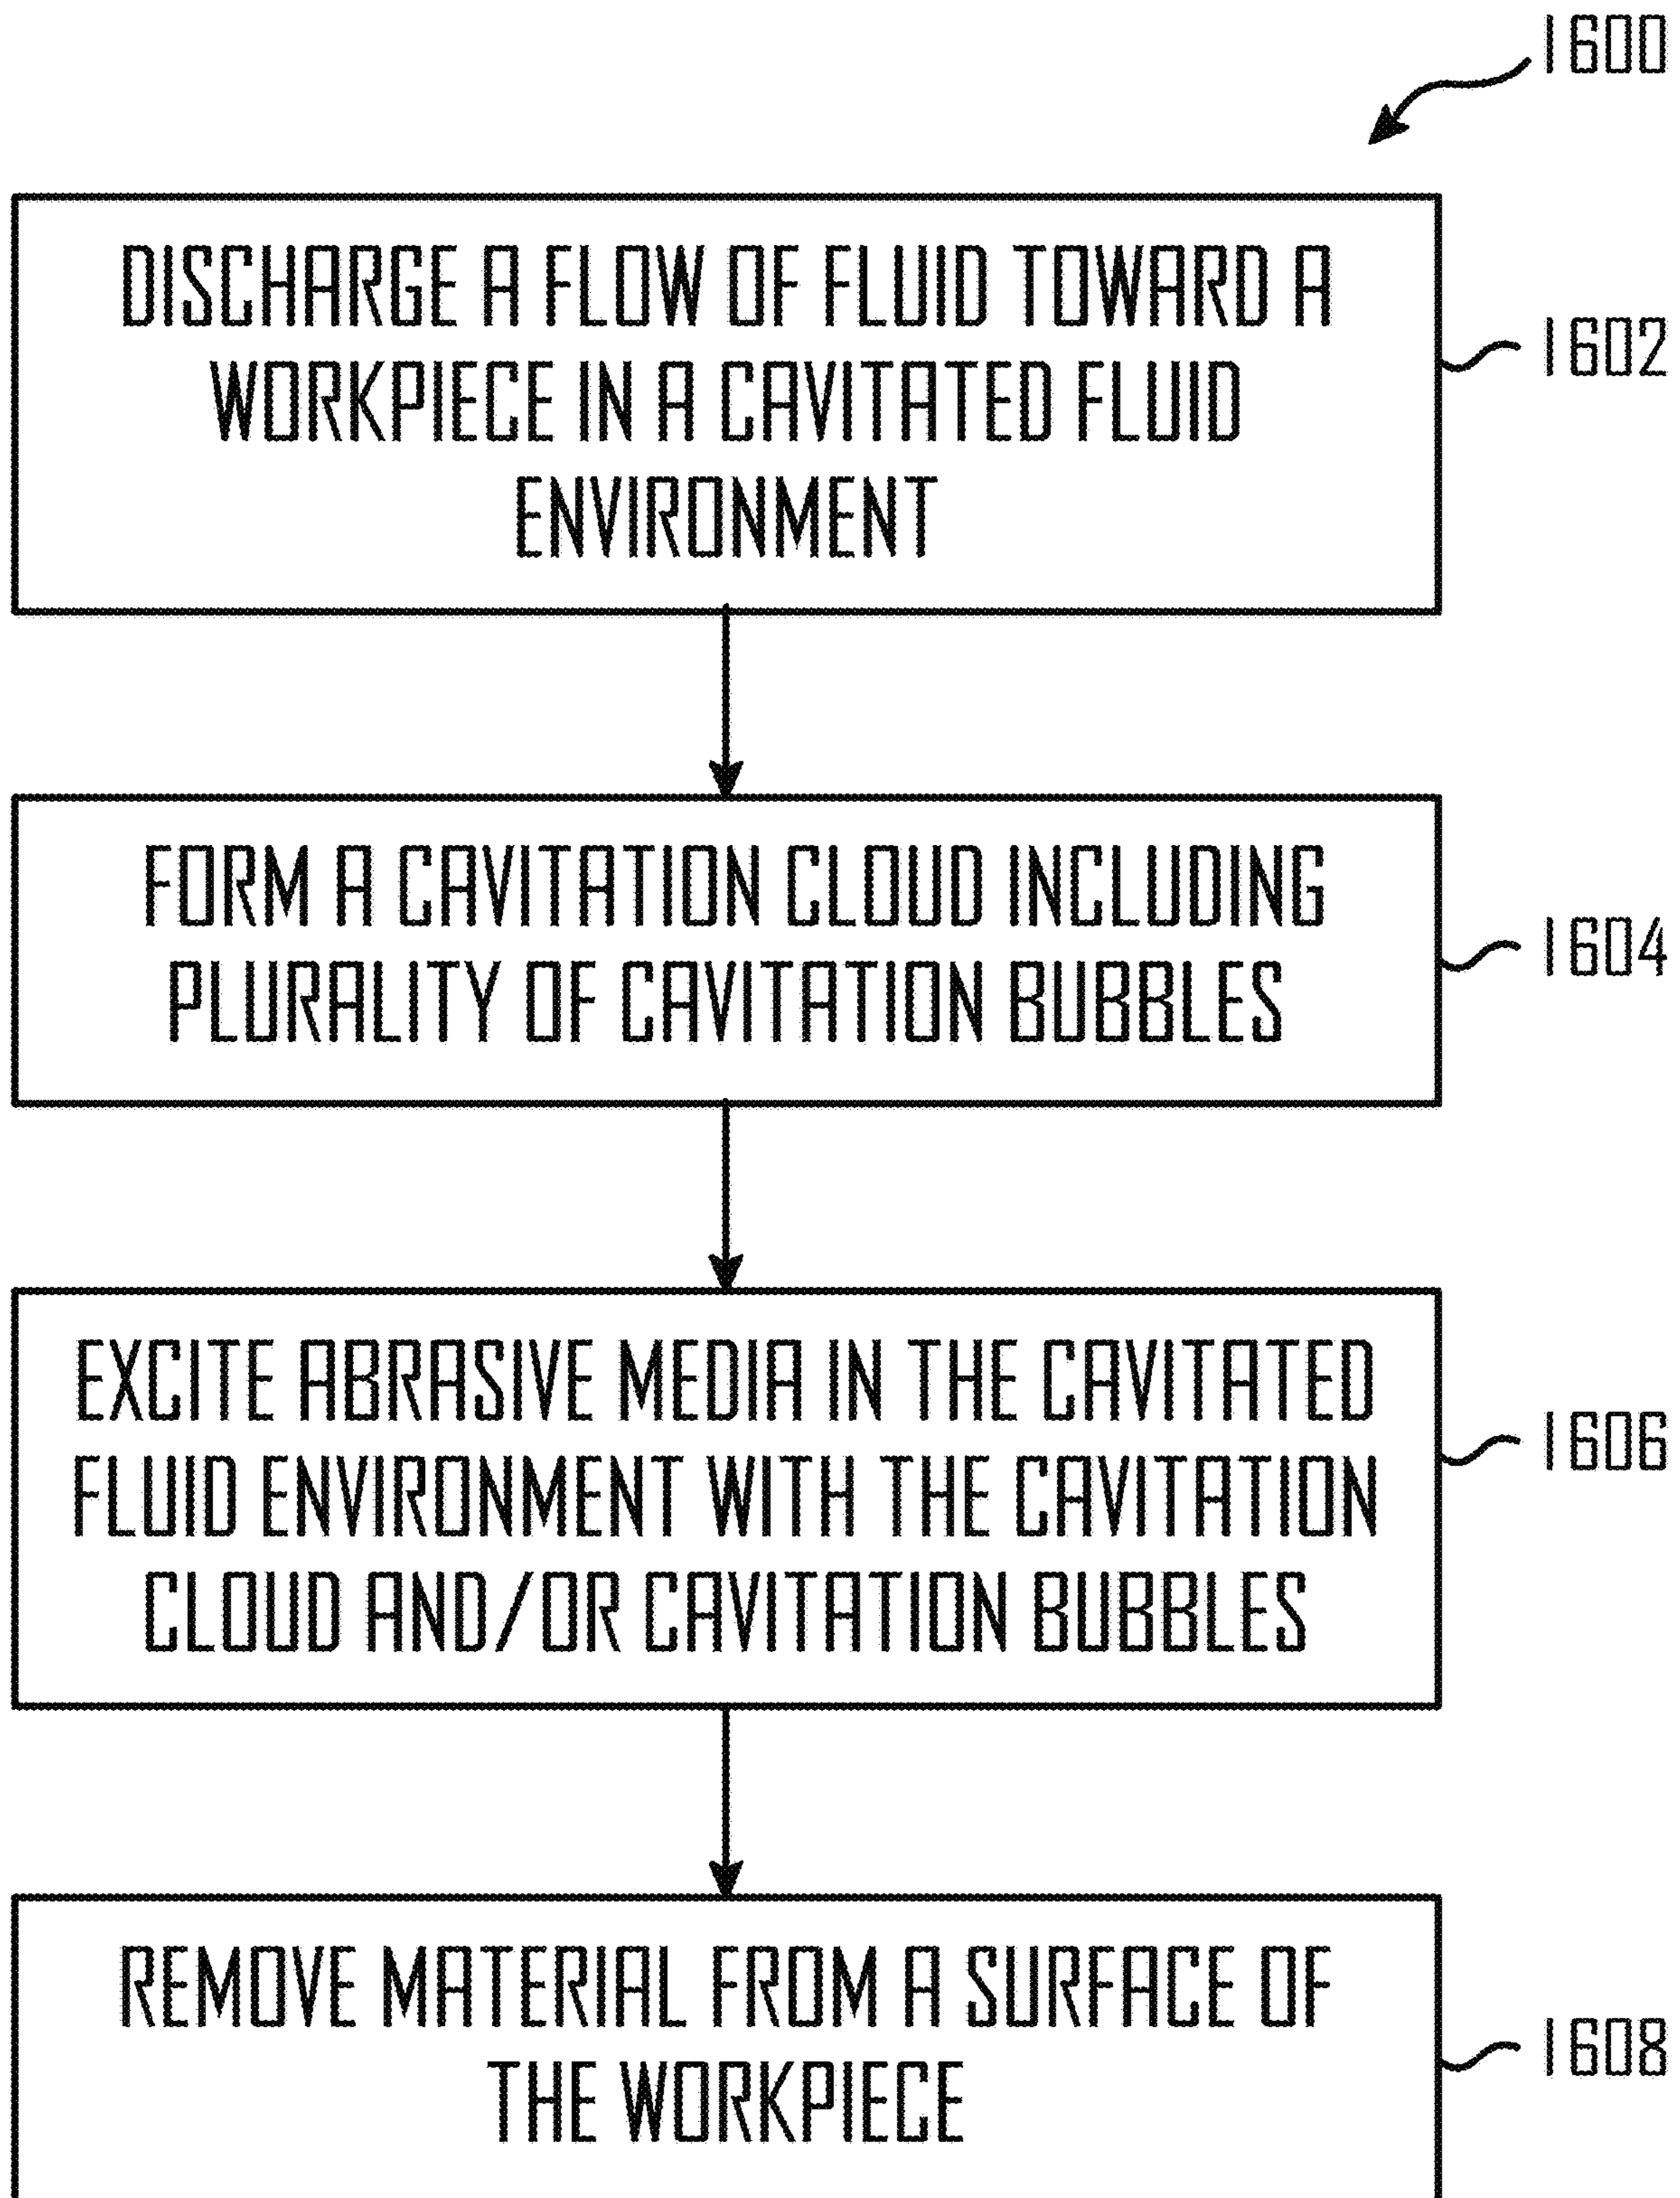 1600
DISCHARGE A FLOW OF FLUID TOWARD A
WORKPIECE IN A CAVITATED FLUID
ENVIRONMENT
1602
FORM A CAVITATION CLOUD INCLUDING
PLURALITY OF CAVITATION BUBBLES
1604
EXCITE ABRASIVE MEDIA IN THE CAVITATED
FLUID ENVIRONMENT WITH THE CAVITATION
CLOUD AND/OR CAVITATION BUBBLES
1606
REMOVE MATERIAL FROM A SURFACE OF
THE WORKPIECE
1608